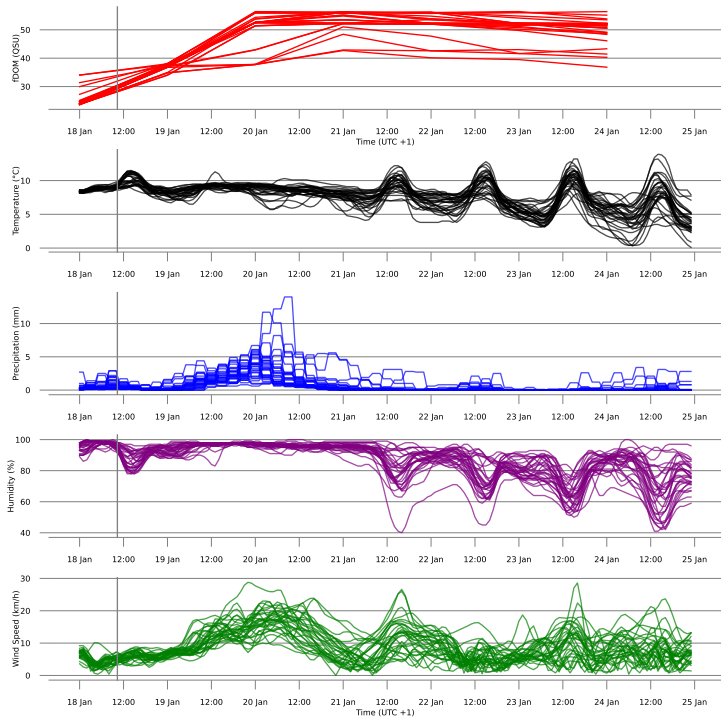 fDOM (QSU)
50
40
30
18 Jan 12:00 19 Jan 12:00 20 Jan 12:00 21 Jan 12:00 22 Jan 12:00 23 Jan 12:00 24 Jan 12:00 25 Jan
Time (UTC +1)
Temperature (°C)
10
5
0
18 Jan 12:00 19 Jan 12:00 20 Jan 12:00 21 Jan 12:00 22 Jan 12:00 23 Jan 12:00 24 Jan 12:00 25 Jan
Precipitation (mm)
10
5
0
18 Jan 12:00 19 Jan 12:00 20 Jan 12:00 21 Jan 12:00 22 Jan 12:00 23 Jan 12:00 24 Jan 12:00 25 Jan
Humidity (%)
100
80
60
40
18 Jan 12:00 19 Jan 12:00 20 Jan 12:00 21 Jan 12:00 22 Jan 12:00 23 Jan 12:00 24 Jan 12:00 25 Jan
Wind Speed (km/h)
30
20
10
0
18 Jan 12:00 19 Jan 12:00 20 Jan 12:00 21 Jan 12:00 22 Jan 12:00 23 Jan 12:00 24 Jan 12:00 25 Jan
Time (UTC +1)